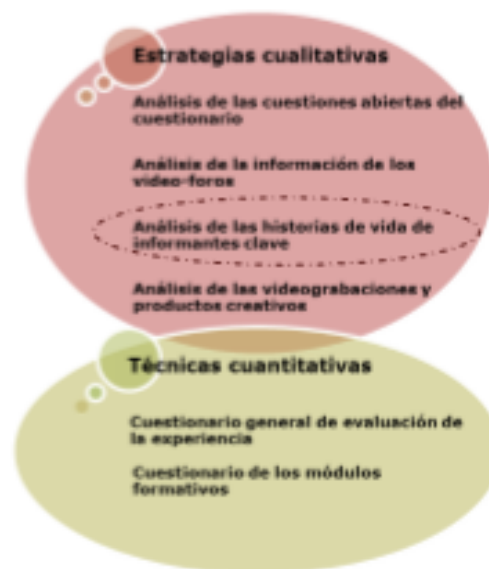 Estrategias cualitativas
Análisis de las cuestiones abiertas del
cuestionario
Análisis de la información de los
video-foros
Análisis de las historias de vida de
informantes clave
Análisis de las videograbaciones y
productos creativos
Técnicas cuantitativas
Cuestionario general de evaluación de
la experiencia
Cuestionario de los módulos
formativos